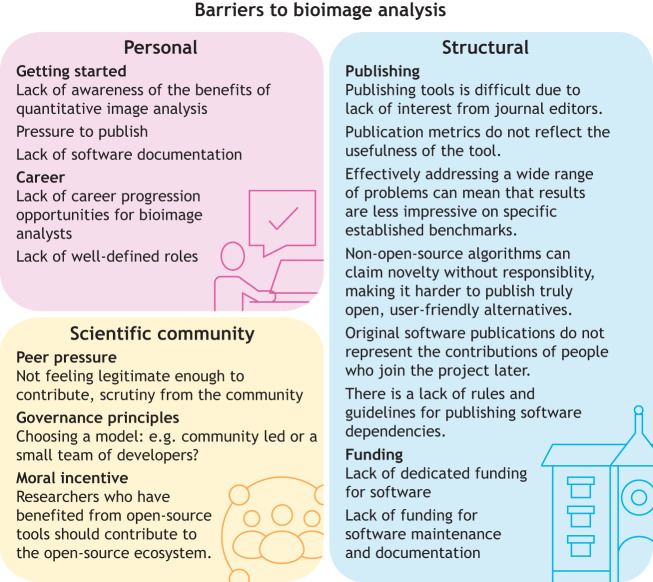 Barriers to bioimage analysis
Personal
Getting started
Lack of awareness of the benefits of
quantitative image analysis
Pressure to publish
Lack of software documentation
Career
Lack of career progression
opportunities for bioimage
analysts
Lack of well-defined roles
Scientific community
Peer pressure
Not feeling legitimate enough to
contribute, scrutiny from the community
Governance principles
Choosing a model: e.g. community led or a
small team of developers?
Moral incentive
Researchers who have
benefited from open-source
tools should contribute to
the open-source ecosystem.
Structural
Publishing
Publishing tools is difficult due to
lack of interest from journal editors.
Publication metrics do not reflect the
usefulness of the tool.
Effectively addressing a wide range
of problems can mean that results
are less impressive on specific
established benchmarks.
Non-open-source algorithms can
claim novelty without responsiblity,
making it harder to publish truly
open, user-friendly alternatives.
Original software publications do not
represent the contributions of people
who join the project later.
There is a lack of rules and
guidelines for publishing software
dependencies.
Funding
Lack of dedicated funding
for software
Lack of funding for
software maintenance
and documentation